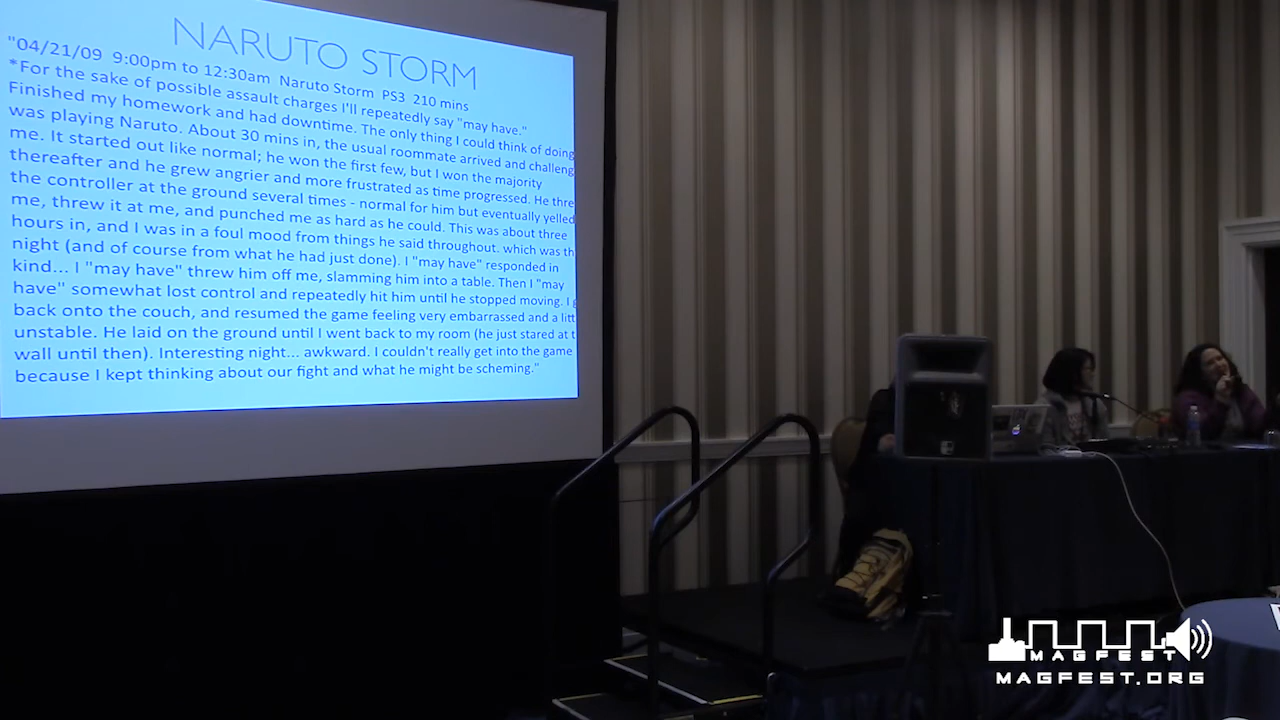 NARUTO STORM
"04/21/09 9:00pm to 12:30am Naruto Storm PS3 210 mins
*For the sake of possible assault charges I'll repeatedly say "may have."
Finished my homework and had downtime. The only thing I could think of doing
was playing Naruto. About 30 mins in, the usual roommate arrived and challeng
me. It started out like normal; he won the first few, but I won the majority
thereafter and he grew angrier and more frustrated as time progressed. He thre
the controller at the ground several times - normal for him but eventually yelled
me, threw it at me, and punched me as hard as he could. This was about three
hours in, and I was in a foul mood from things he said throughout. which was th
night (and of course from what he had just done). I "may have" responded in
kind... I "may have" threw him off me, slamming him into a table. Then I "may
have" somewhat lost control and repeatedly hit him until he stopped moving. I g
back onto the couch, and resumed the game feeling very embarrassed and a litt
unstable. He laid on the ground until I went back to my room (he just stared at t
wall until then). Interesting night... awkward. I couldn't really get into the game
because I kept thinking about our fight and what he might be scheming."
MAGFEST
MAGFEST.ORG